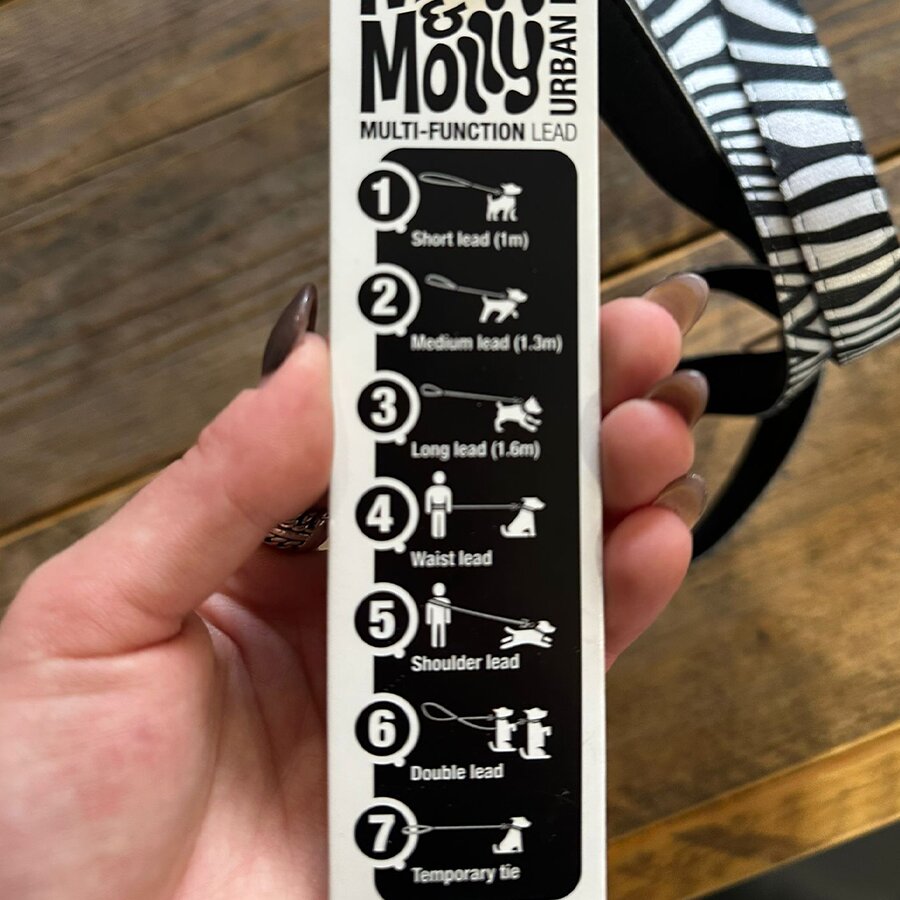 & 
Molly
URBAN
MULTI-FUNCTION LEAD
1
Short lead (1m)
2
Medium lead (1.3m)
3
Long lead (1.6m)
4
Waist lead
5
Shoulder lead
6
Double lead
7
Temporary tie